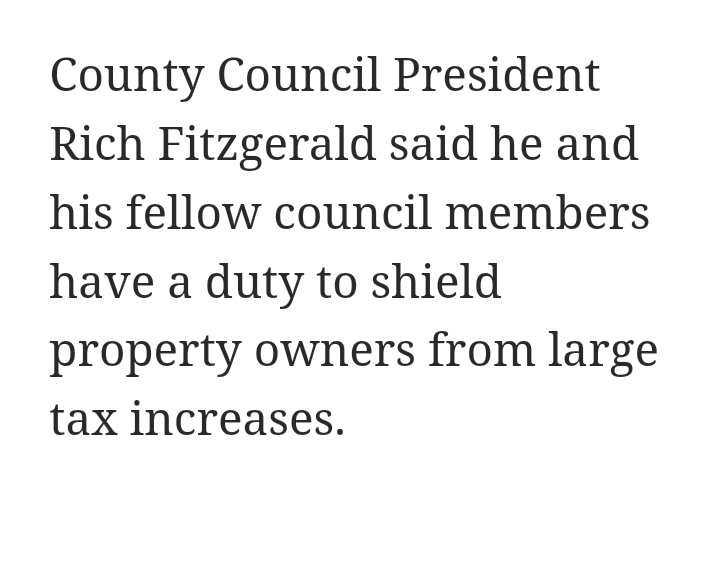 County Council President
Rich Fitzgerald said he and
his fellow council members
have a duty to shield
property owners from large
tax increases.